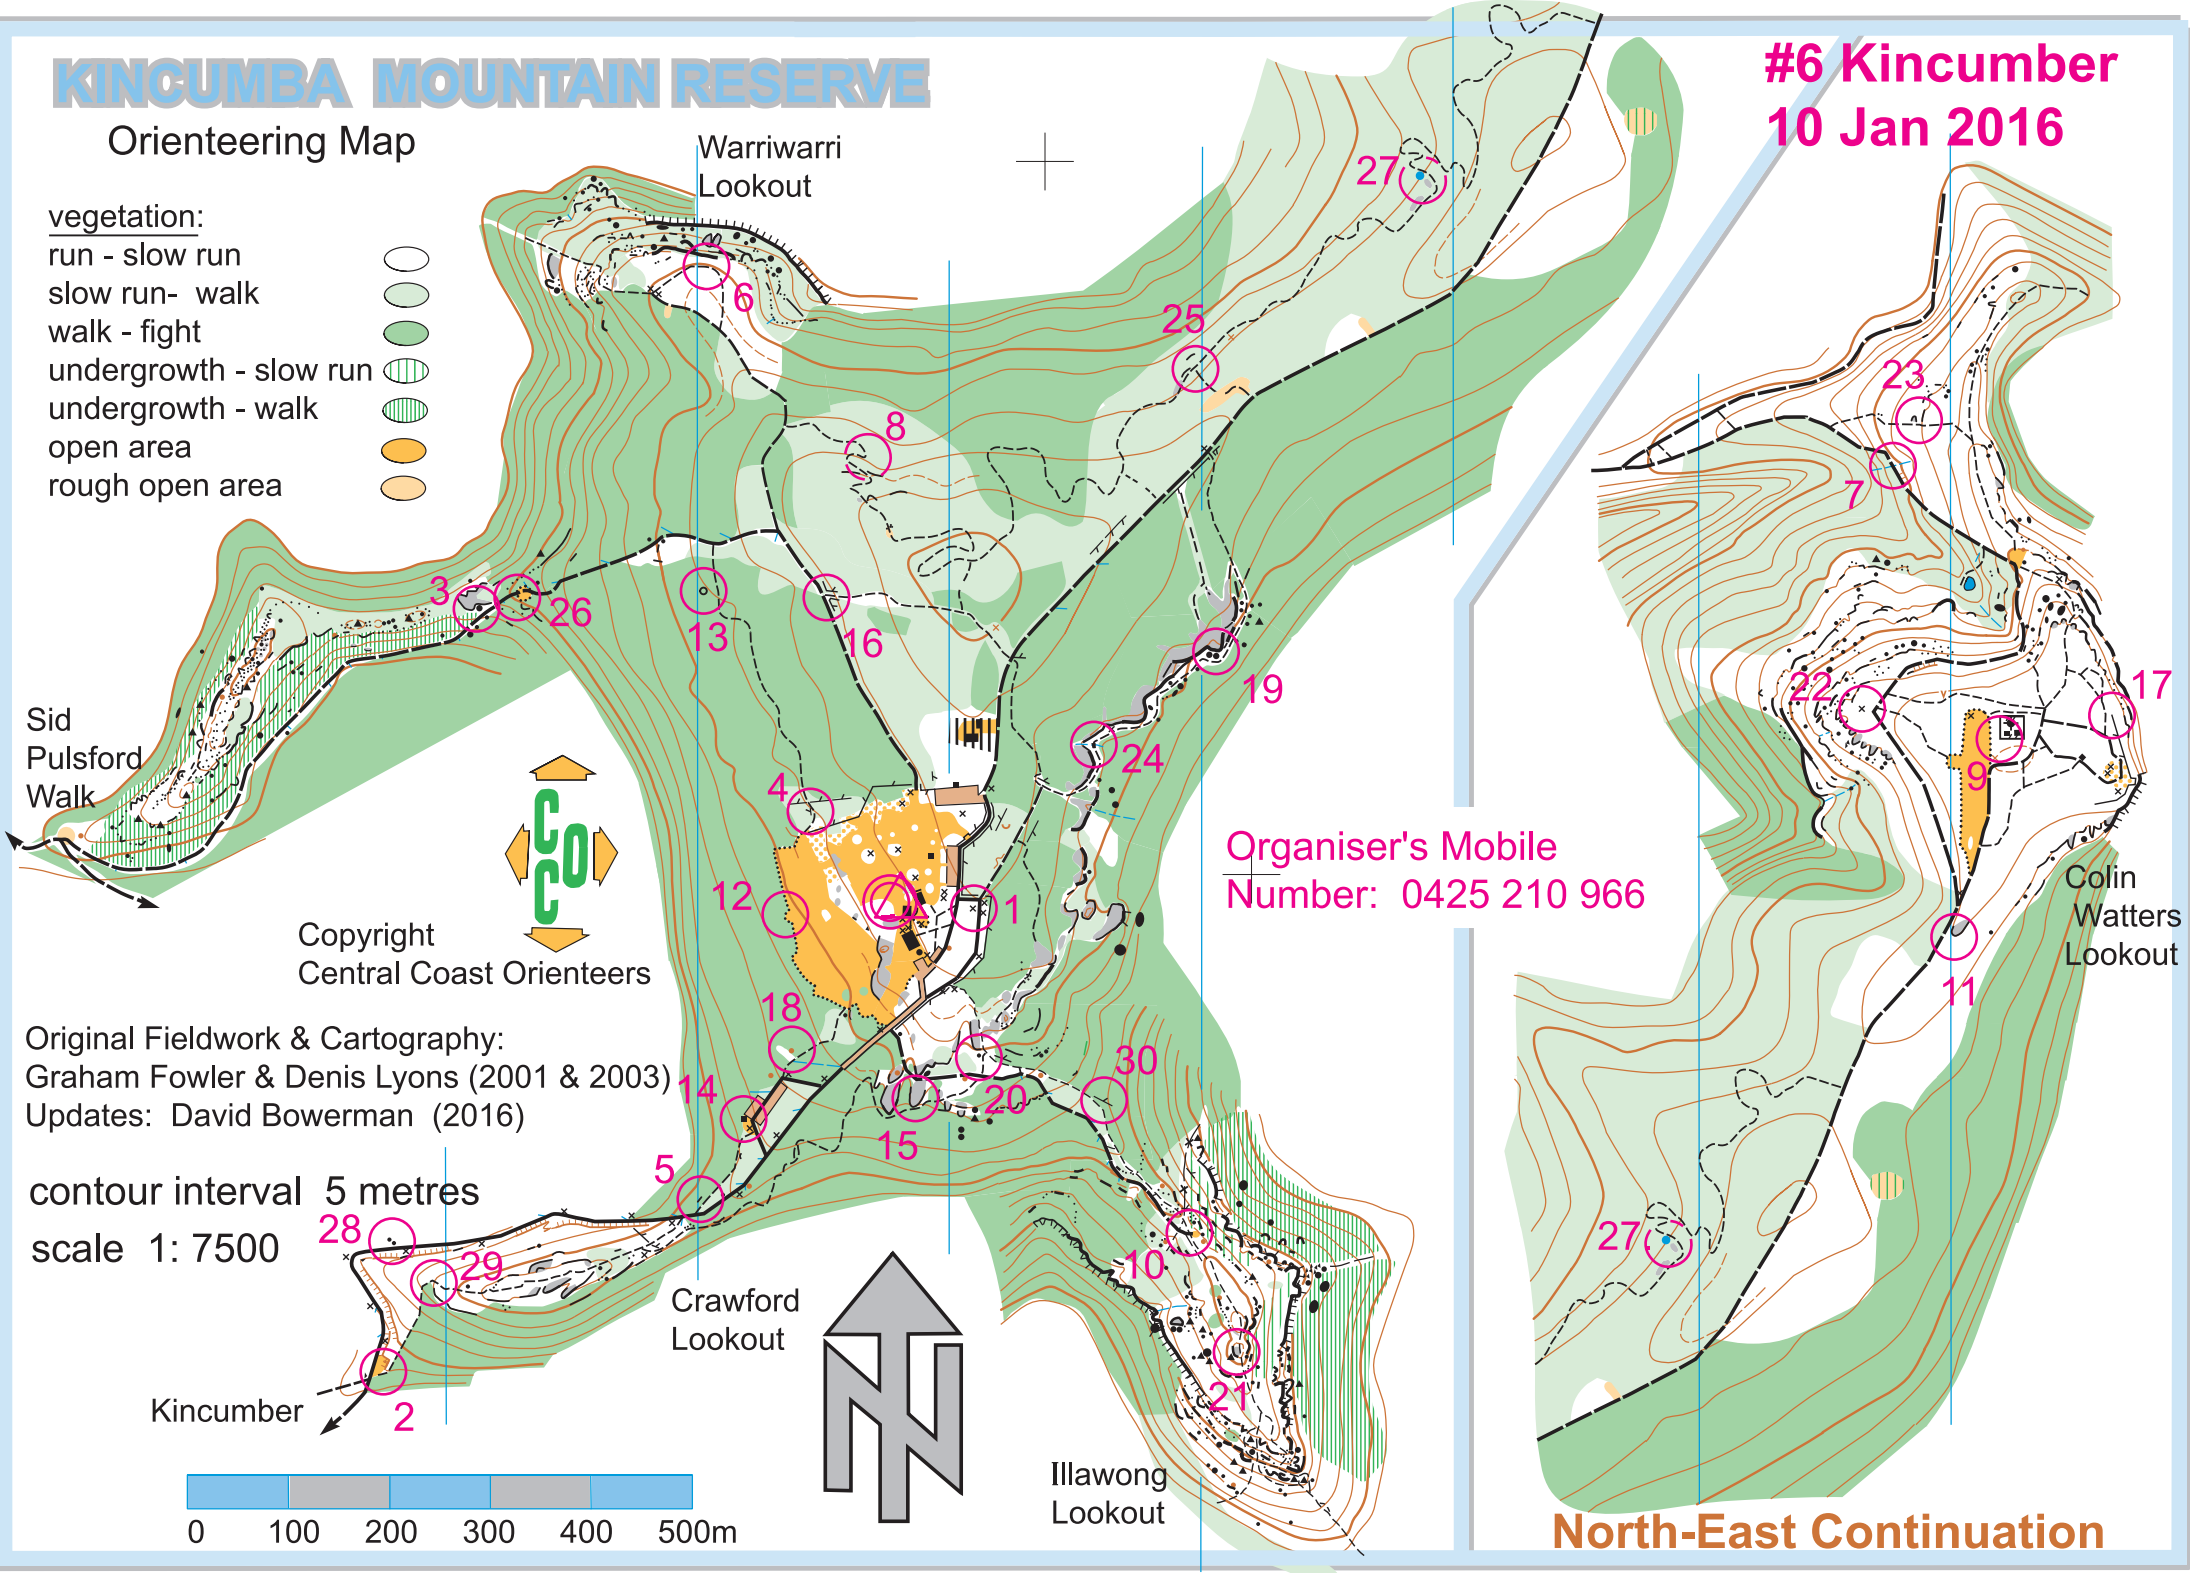 KINCUMBA MOUNTAIN RESERVE
Orienteering Map
#6 Kincumber
10 Jan 2016
Warriwarri
Lookout
vegetation:
run - slow run
slow run- walk
walk - fight
undergrowth - slow run
undergrowth - walk
open area
rough open area
27
6
25
8
23
7
3
26
13
16
19
22
17
24
9
4
12
1
18
14
15
20
30
5
11
28
29
10
21
2
27
Sid
Pulsford
Walk
C
C O
C
Copyright
Central Coast Orienteers
Organiser's Mobile
Number: 0425 210 966
Colin
Watters
Lookout
Original Fieldwork & Cartography:
Graham Fowler & Denis Lyons (2001 & 2003)
Updates: David Bowerman (2016)
contour interval 5 metres
scale 1: 7500
Crawford
Lookout
Kincumber
N
Illawong
Lookout
0 100 200 300 400 500m
North-East Continuation